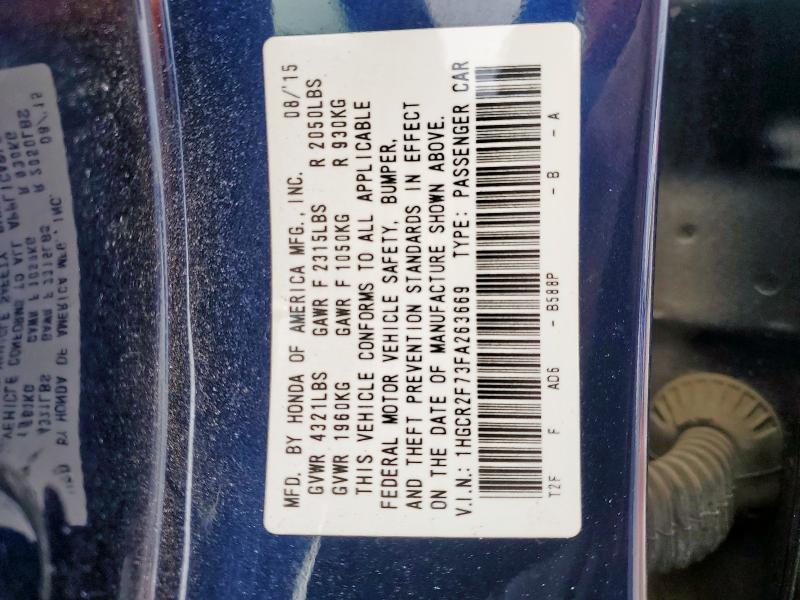 MFD. BY HONDA OF AMERICA MFG., INC. 08/'15
GVWR 4321LBS GAWR F 2315LBS R 2050LBS
GVWR 1960KG GAWR F 1050KG R 930KG
THIS VEHICLE CONFORMS TO ALL APPLICABLE
FEDERAL MOTOR VEHICLE SAFETY, BUMPER,
AND THEFT PREVENTION STANDARDS IN EFFECT
ON THE DATE OF MANUFACTURE SHOWN ABOVE.
V.I.N.: 1HGCR2F73FA263669 TYPE: PASSENGER CAR
T2F F AD6 - B588P - B - A